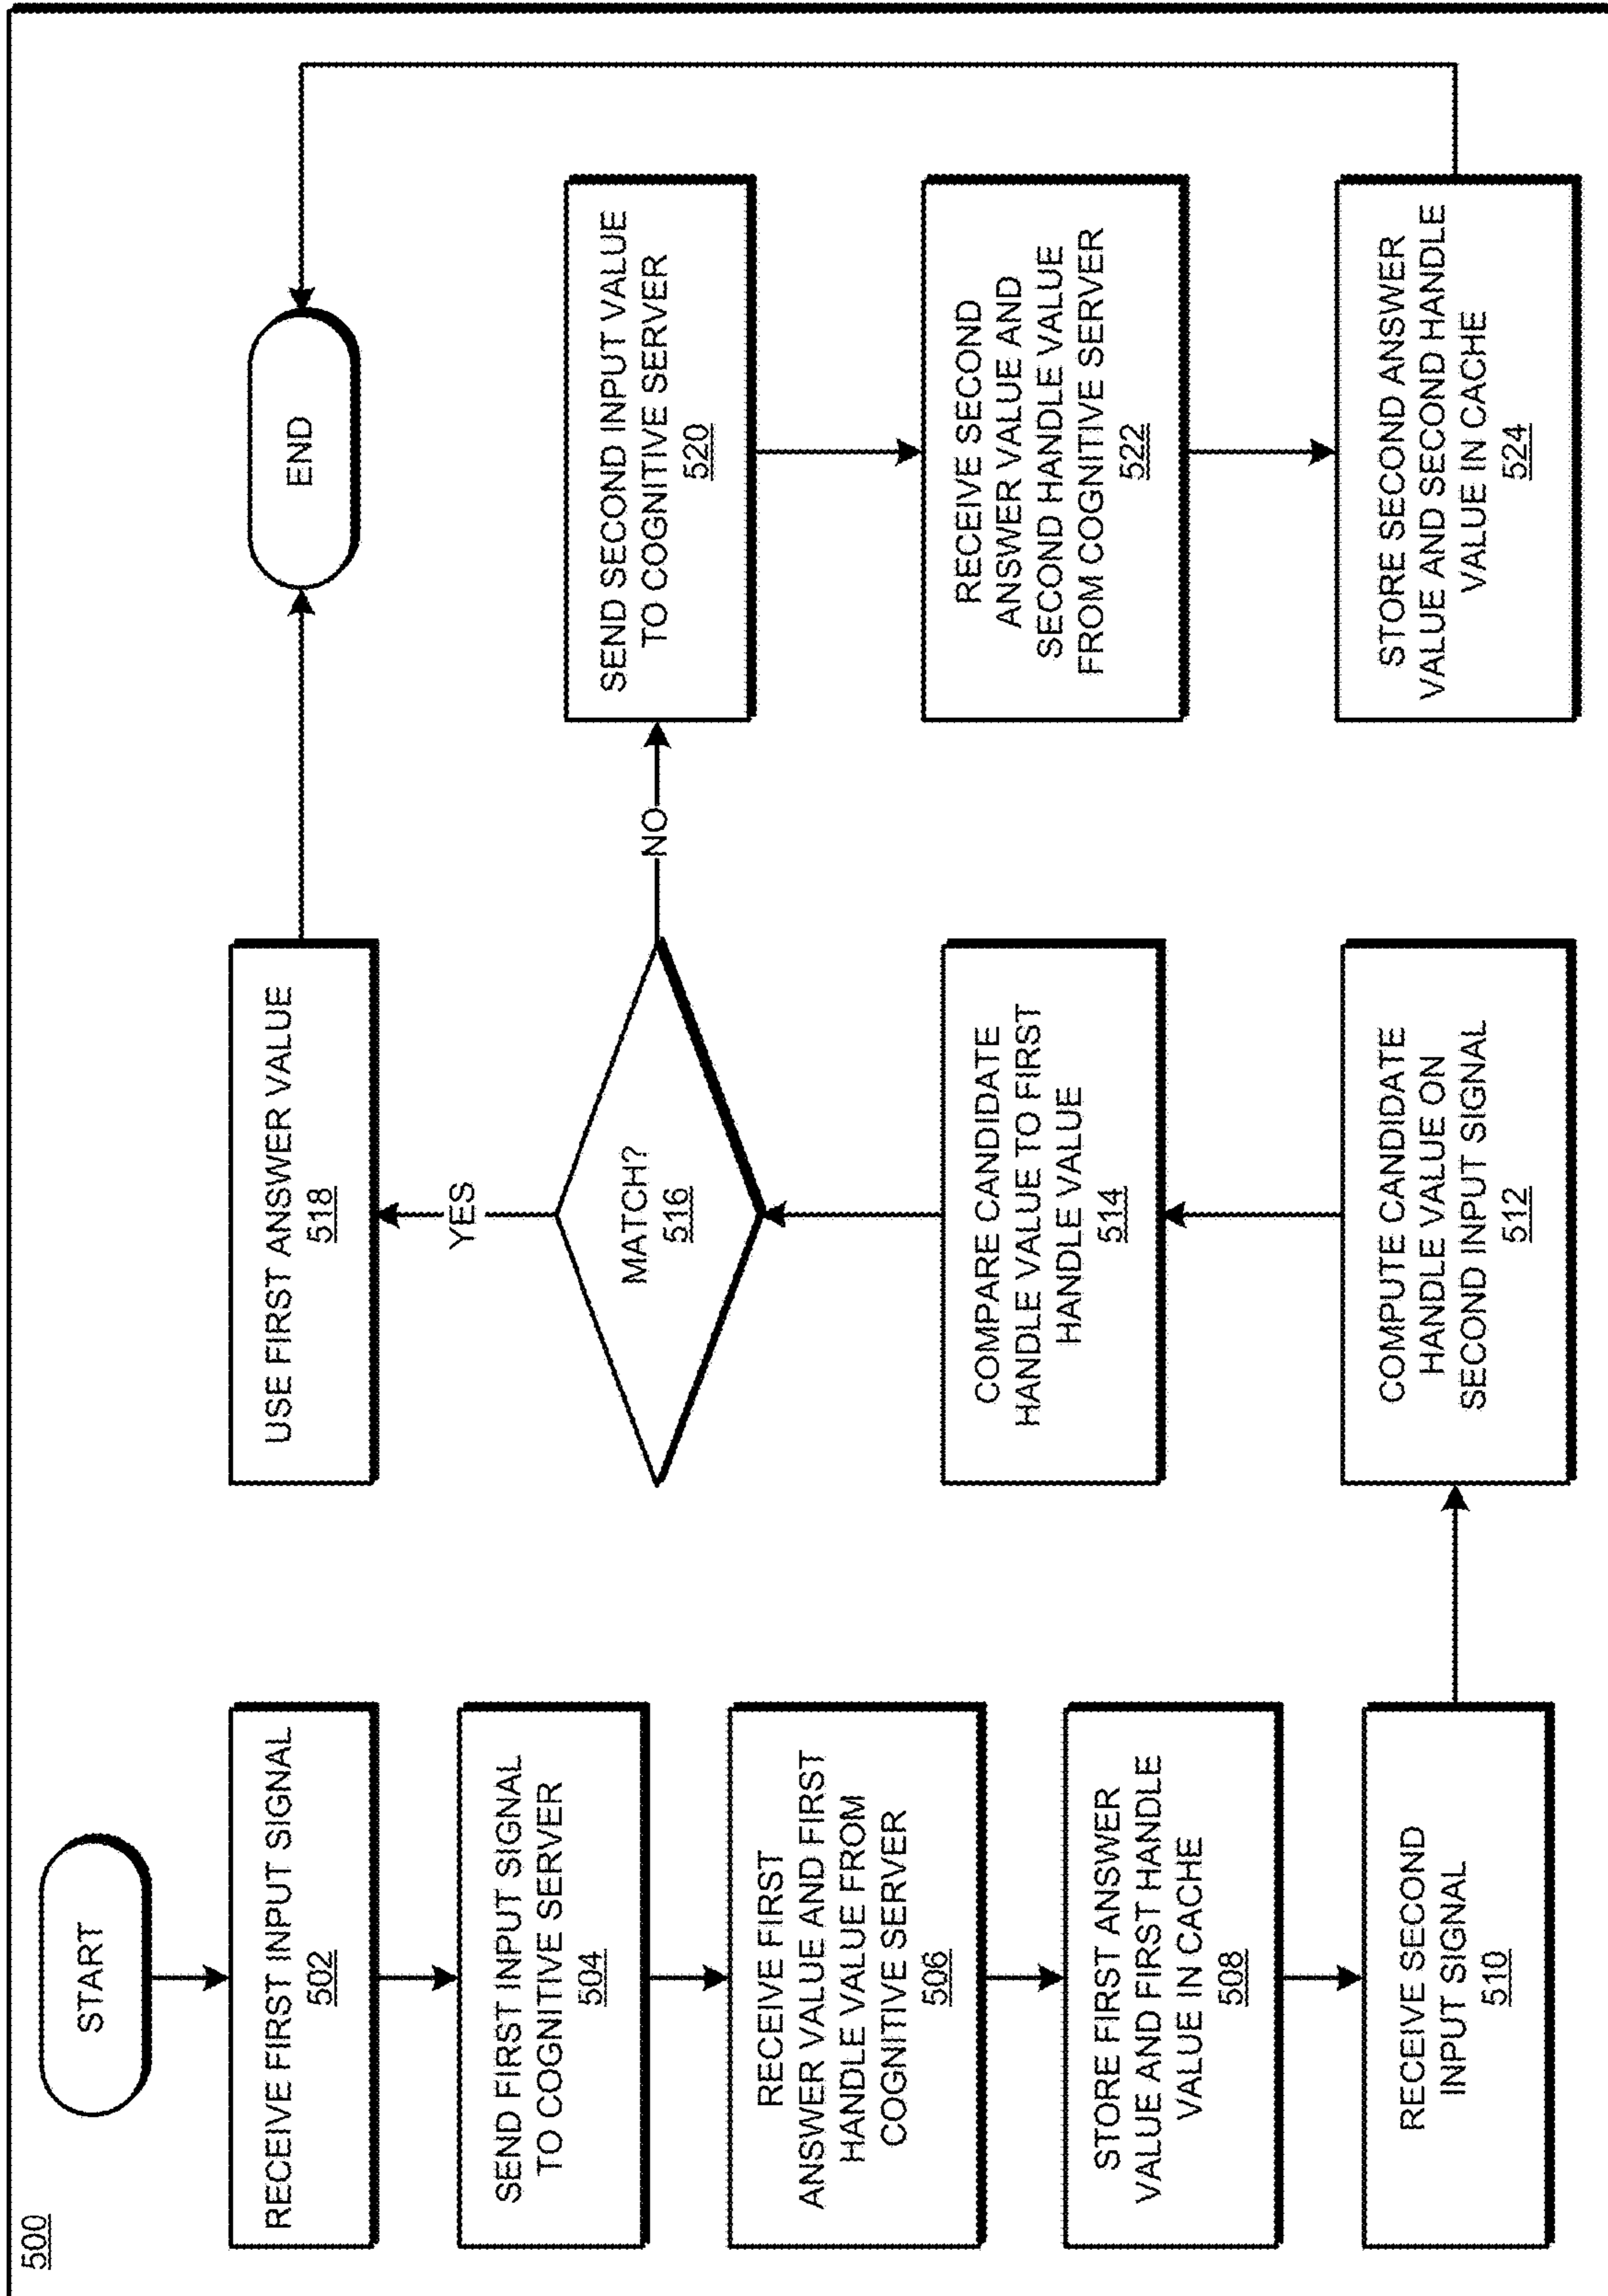 500
START
RECEIVE FIRST INPUT SIGNAL
502
SEND FIRST INPUT SIGNAL
TO COGNITIVE SERVER
504
RECEIVE FIRST
ANSWER VALUE AND FIRST
HANDLE VALUE FROM
COGNITIVE SERVER
506
STORE FIRST ANSWER
VALUE AND FIRST HANDLE
VALUE IN CACHE
508
RECEIVE SECOND
INPUT SIGNAL
510
COMPUTE CANDIDATE
HANDLE VALUE ON
SECOND INPUT SIGNAL
512
COMPARE CANDIDATE
HANDLE VALUE TO FIRST
HANDLE VALUE
514
MATCH?
516
YES
USE FIRST ANSWER VALUE
518
NO
SEND SECOND INPUT VALUE
TO COGNITIVE SERVER
520
RECEIVE SECOND
ANSWER VALUE AND
SECOND HANDLE VALUE
FROM COGNITIVE SERVER
522
STORE SECOND ANSWER
VALUE AND SECOND HANDLE
VALUE IN CACHE
524
END